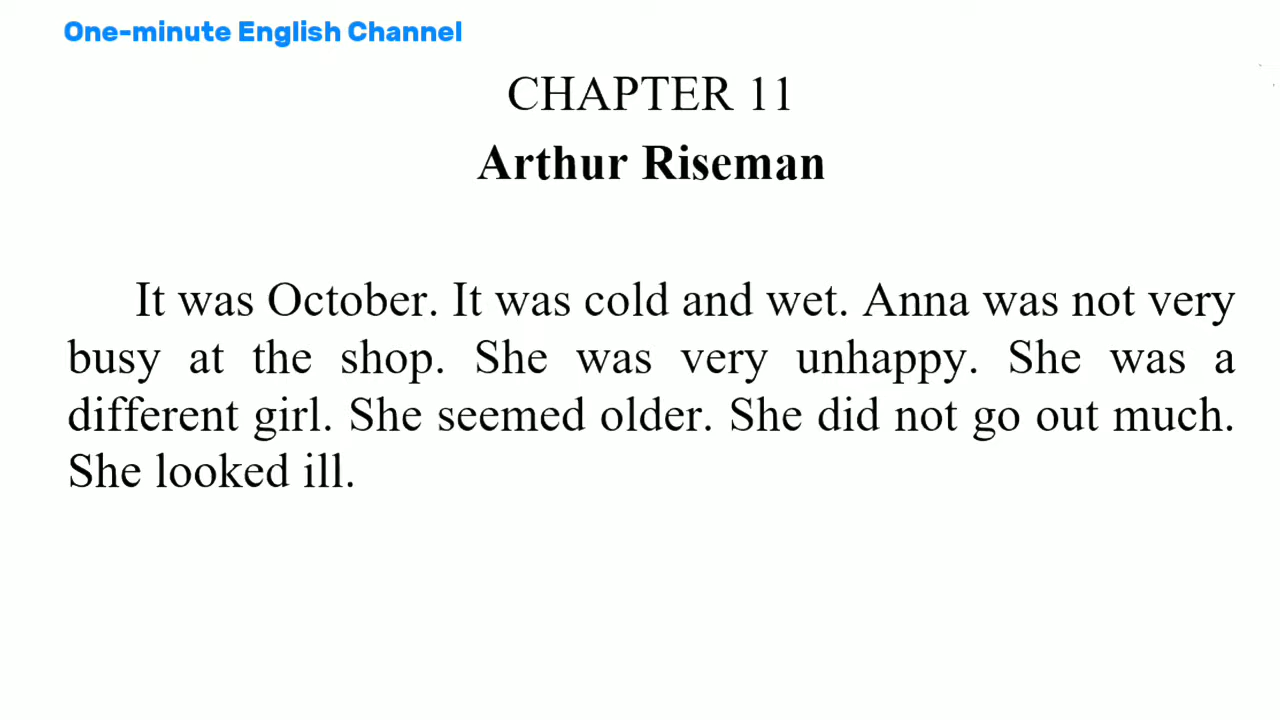 One-minute English Channel
CHAPTER 11
Arthur Riseman
It was October. It was cold and wet. Anna was not very
busy at the shop. She was very unhappy. She was a
different girl. She seemed older. She did not go out much.
She looked ill.